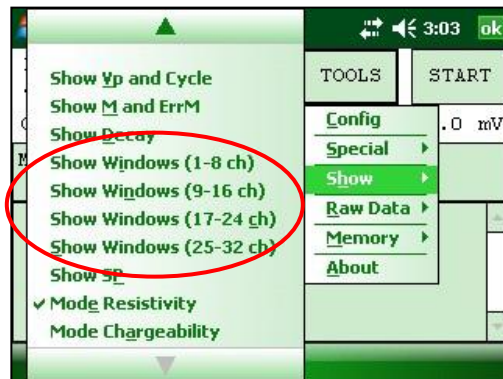 3:03 ok
TOOLS START
.0 mV
Show Vp and Cycle
Show M and ErrM
Show Decay
Show Windows (1-8 ch)
Show Windows (9-16 ch)
Show Windows (17-24 ch)
Show Windows (25-32 ch)
Show SP
Mode Resistivity
Mode Chargeability
Config
Special
Show
Raw Data
Memory
About